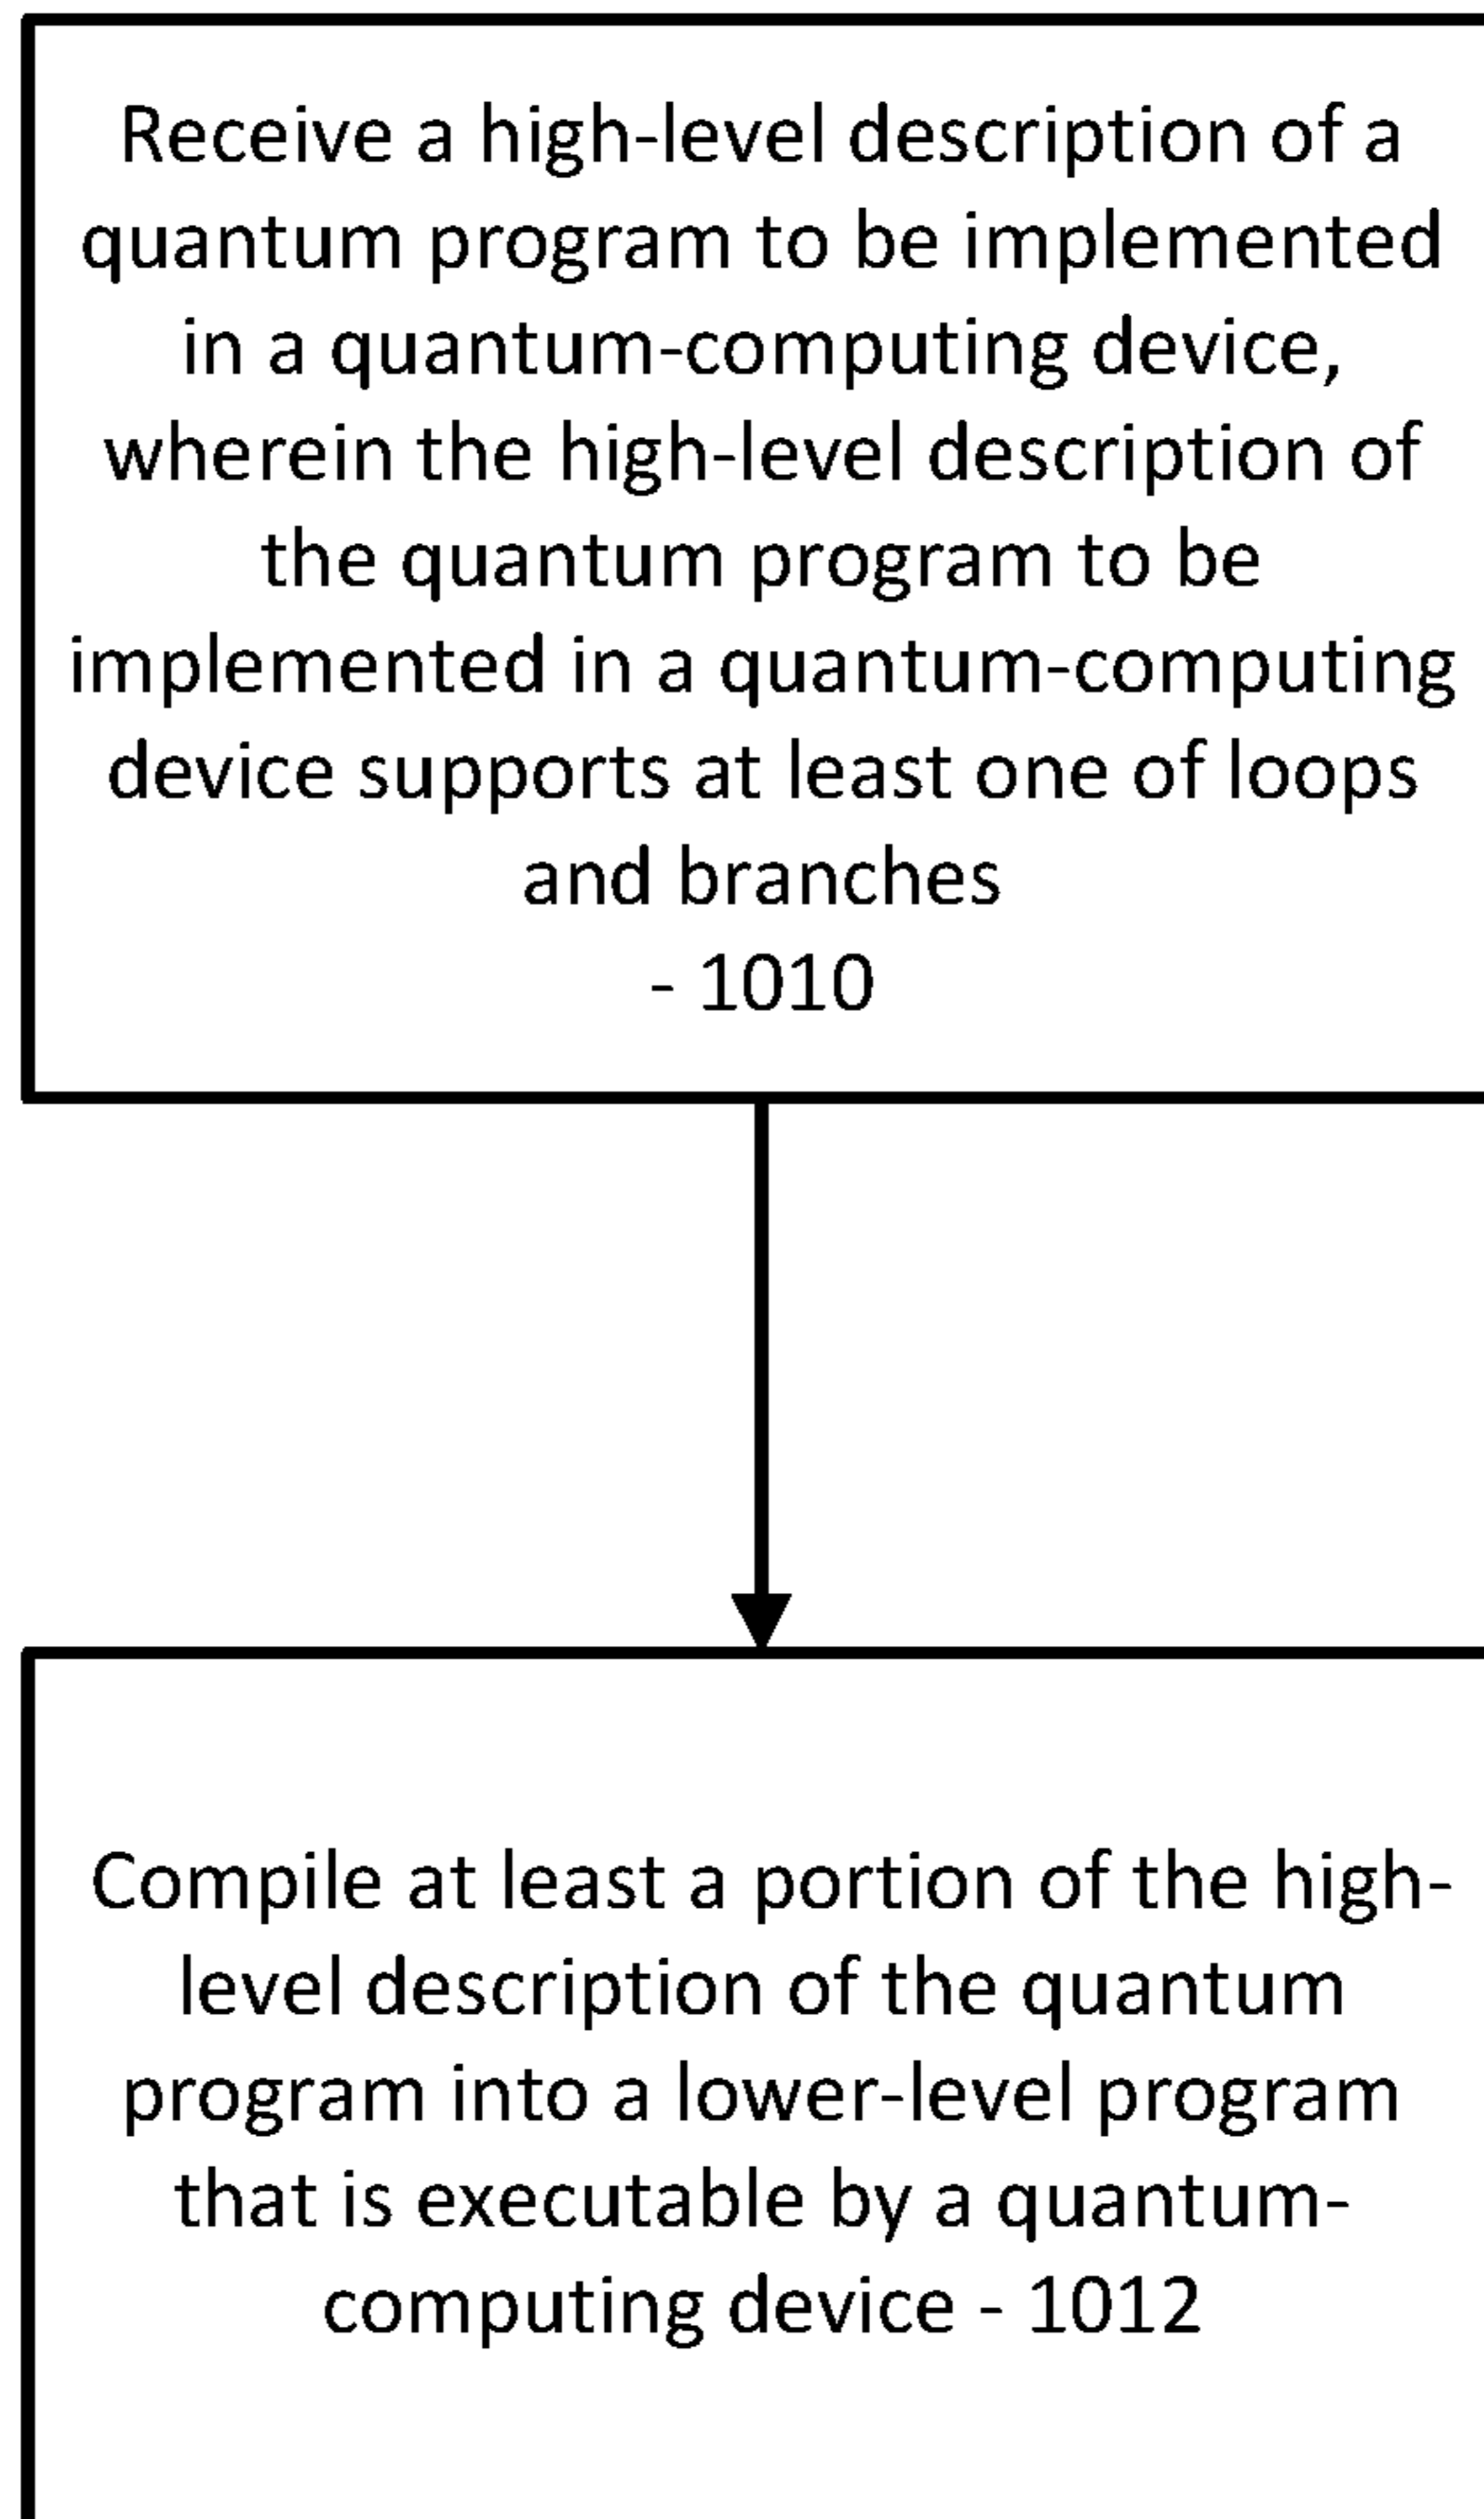 Receive a high-level description of a
quantum program to be implemented
in a quantum-computing device,
wherein the high-level description of
the quantum program to be
implemented in a quantum-computing
device supports at least one of loops
and branches
- 1010
Compile at least a portion of the high-
level description of the quantum
program into a lower-level program
that is executable by a quantum-
computing device - 1012